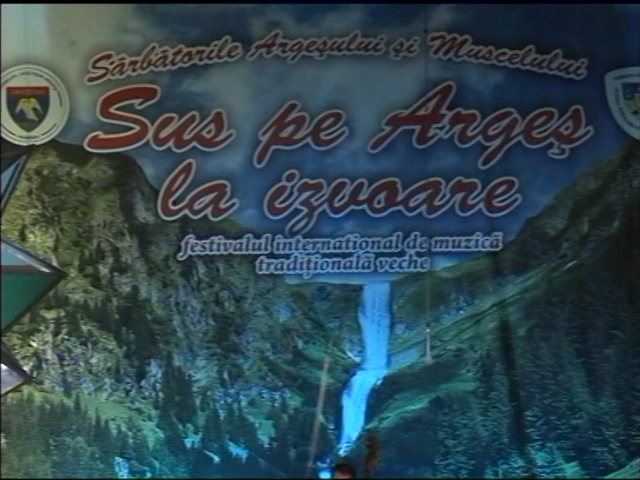 Sărbătorile Argeşului şi Muscelului
Sus pe Argeş
la izvoare
festivalul internaţional de muzică
tradiţională veche